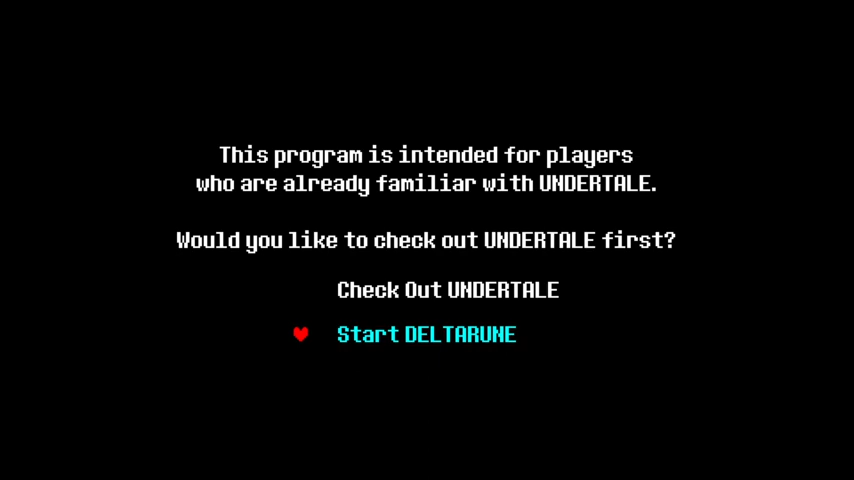 This program is intended for players
who are already familiar with UNDERTALE.
Would you like to check out UNDERTALE first?
Check Out UNDERTALE
Start DELTARUNE